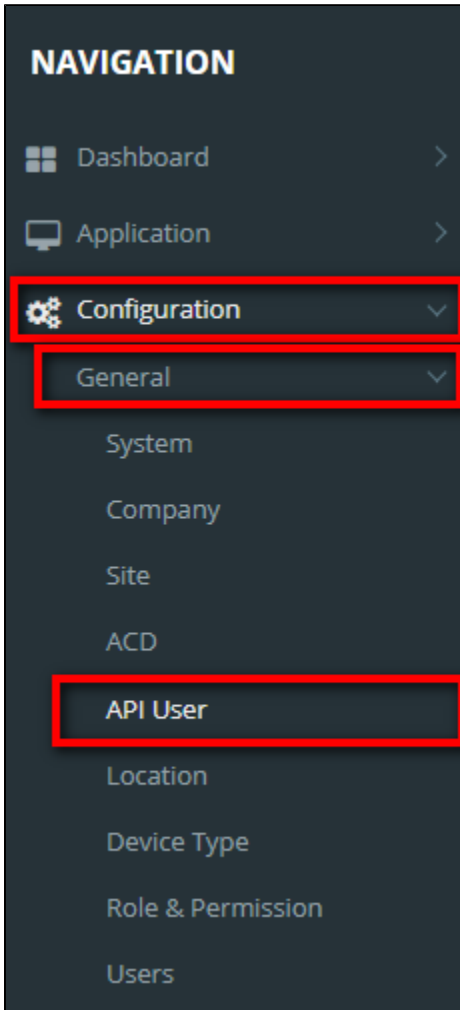 NAVIGATION
Dashboard
Application
Configuration
General
System
Company
Site
ACD
API User
Location
Device Type
Role & Permission
Users